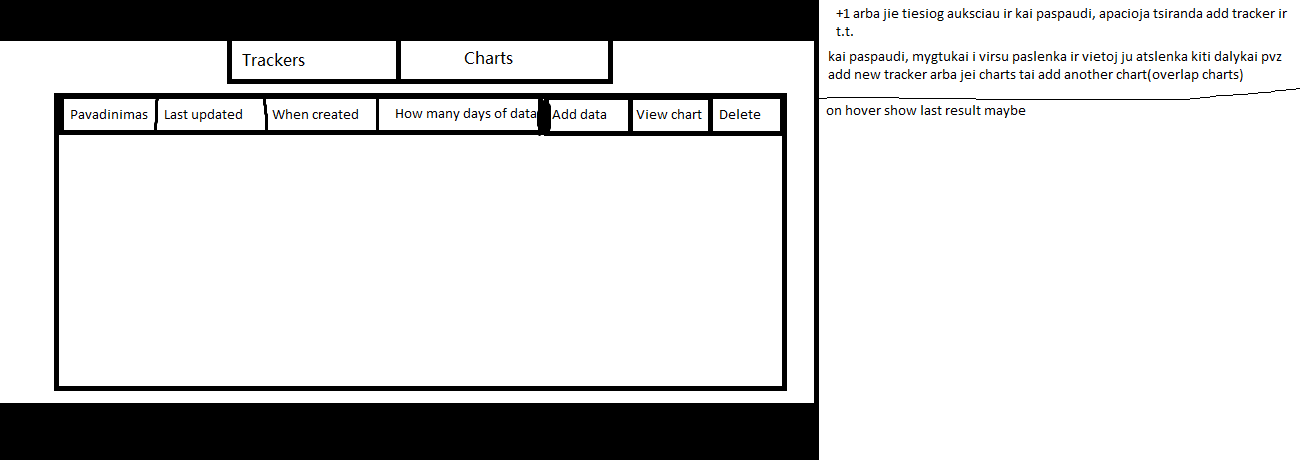 +1 arba jie tiesiog auksciau ir kai paspaudi, apacioja tsiranda add tracker ir
t.t.
kai paspaudi, mygtukai i virsu paslenka ir vietoj ju atslenka kiti dalykai pvz
add new tracker arba jei charts tai add another chart(overlap charts)
on hover show last result maybe
Trackers
Charts
Pavadinimas
Last updated
When created
How many days of data
Add data
View chart
Delete